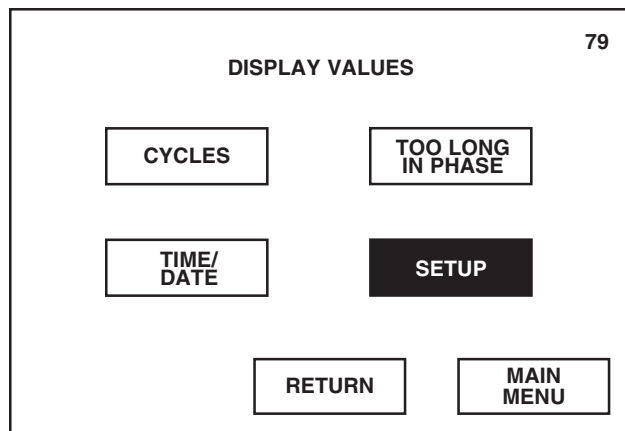 79
DISPLAY VALUES
CYCLES
TOO LONG
IN PHASE
TIME/
DATE
SETUP
RETURN
MAIN
MENU